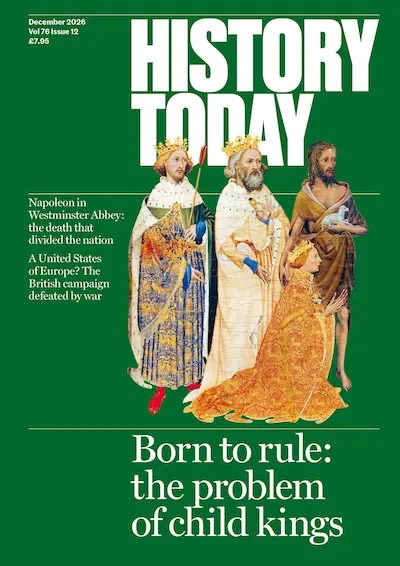 December 2026
Vol 76 Issue 12
£7.95
HISTORY
TODAY
Napoleon in
Westminster Abbey:
the death that
divided the nation
A United States
of Europe? The
British campaign
defeated by war
Born to rule:
the problem
of child kings